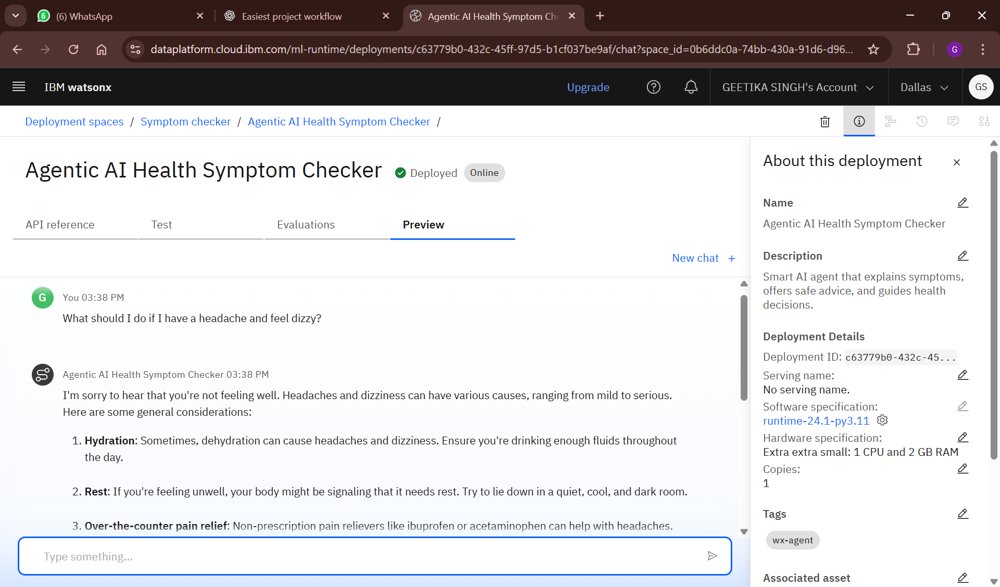 6
(6) WhatsApp
Easiest project workflow
Agentic AI Health Symptom Ch
dataplatform.cloud.ibm.com/ml-runtime/deployments/c63779b0-432c-45ff-97d5-b1cf037be9af/chat?space_id=0b6ddc0a-74bb-430a-91d6-d96...
G
IBM watsonx
Upgrade
GEETIKA SINGH's Account
Dallas
GS
Deployment spaces / Symptom checker / Agentic AI Health Symptom Checker /
Agentic AI Health Symptom Checker
Deployed
Online
API reference
Test
Evaluations
Preview
New chat +
G
You 03:38 PM
What should I do if I have a headache and feel dizzy?
Agentic AI Health Symptom Checker 03:38 PM
I'm sorry to hear that you're not feeling well. Headaches and dizziness can have various causes, ranging from mild to serious.
Here are some general considerations:
1. Hydration: Sometimes, dehydration can cause headaches and dizziness. Ensure you're drinking enough fluids throughout
the day.
2. Rest: If you're feeling unwell, your body might be signaling that it needs rest. Try to lie down in a quiet, cool, and dark room.
3. Over-the-counter pain relief: Non-prescription pain relievers like ibuprofen or acetaminophen can help with headaches.
Type something...
About this deployment
Name
Agentic AI Health Symptom Checker
Description
Smart AI agent that explains symptoms,
offers safe advice, and guides health
decisions.
Deployment Details
Deployment ID: c63779b0-432c-45...
Serving name:
No serving name.
Software specification:
runtime-24.1-py3.11
Hardware specification:
Extra extra small: 1 CPU and 2 GB RAM
Copies:
1
Tags
wx-agent
Associated asset